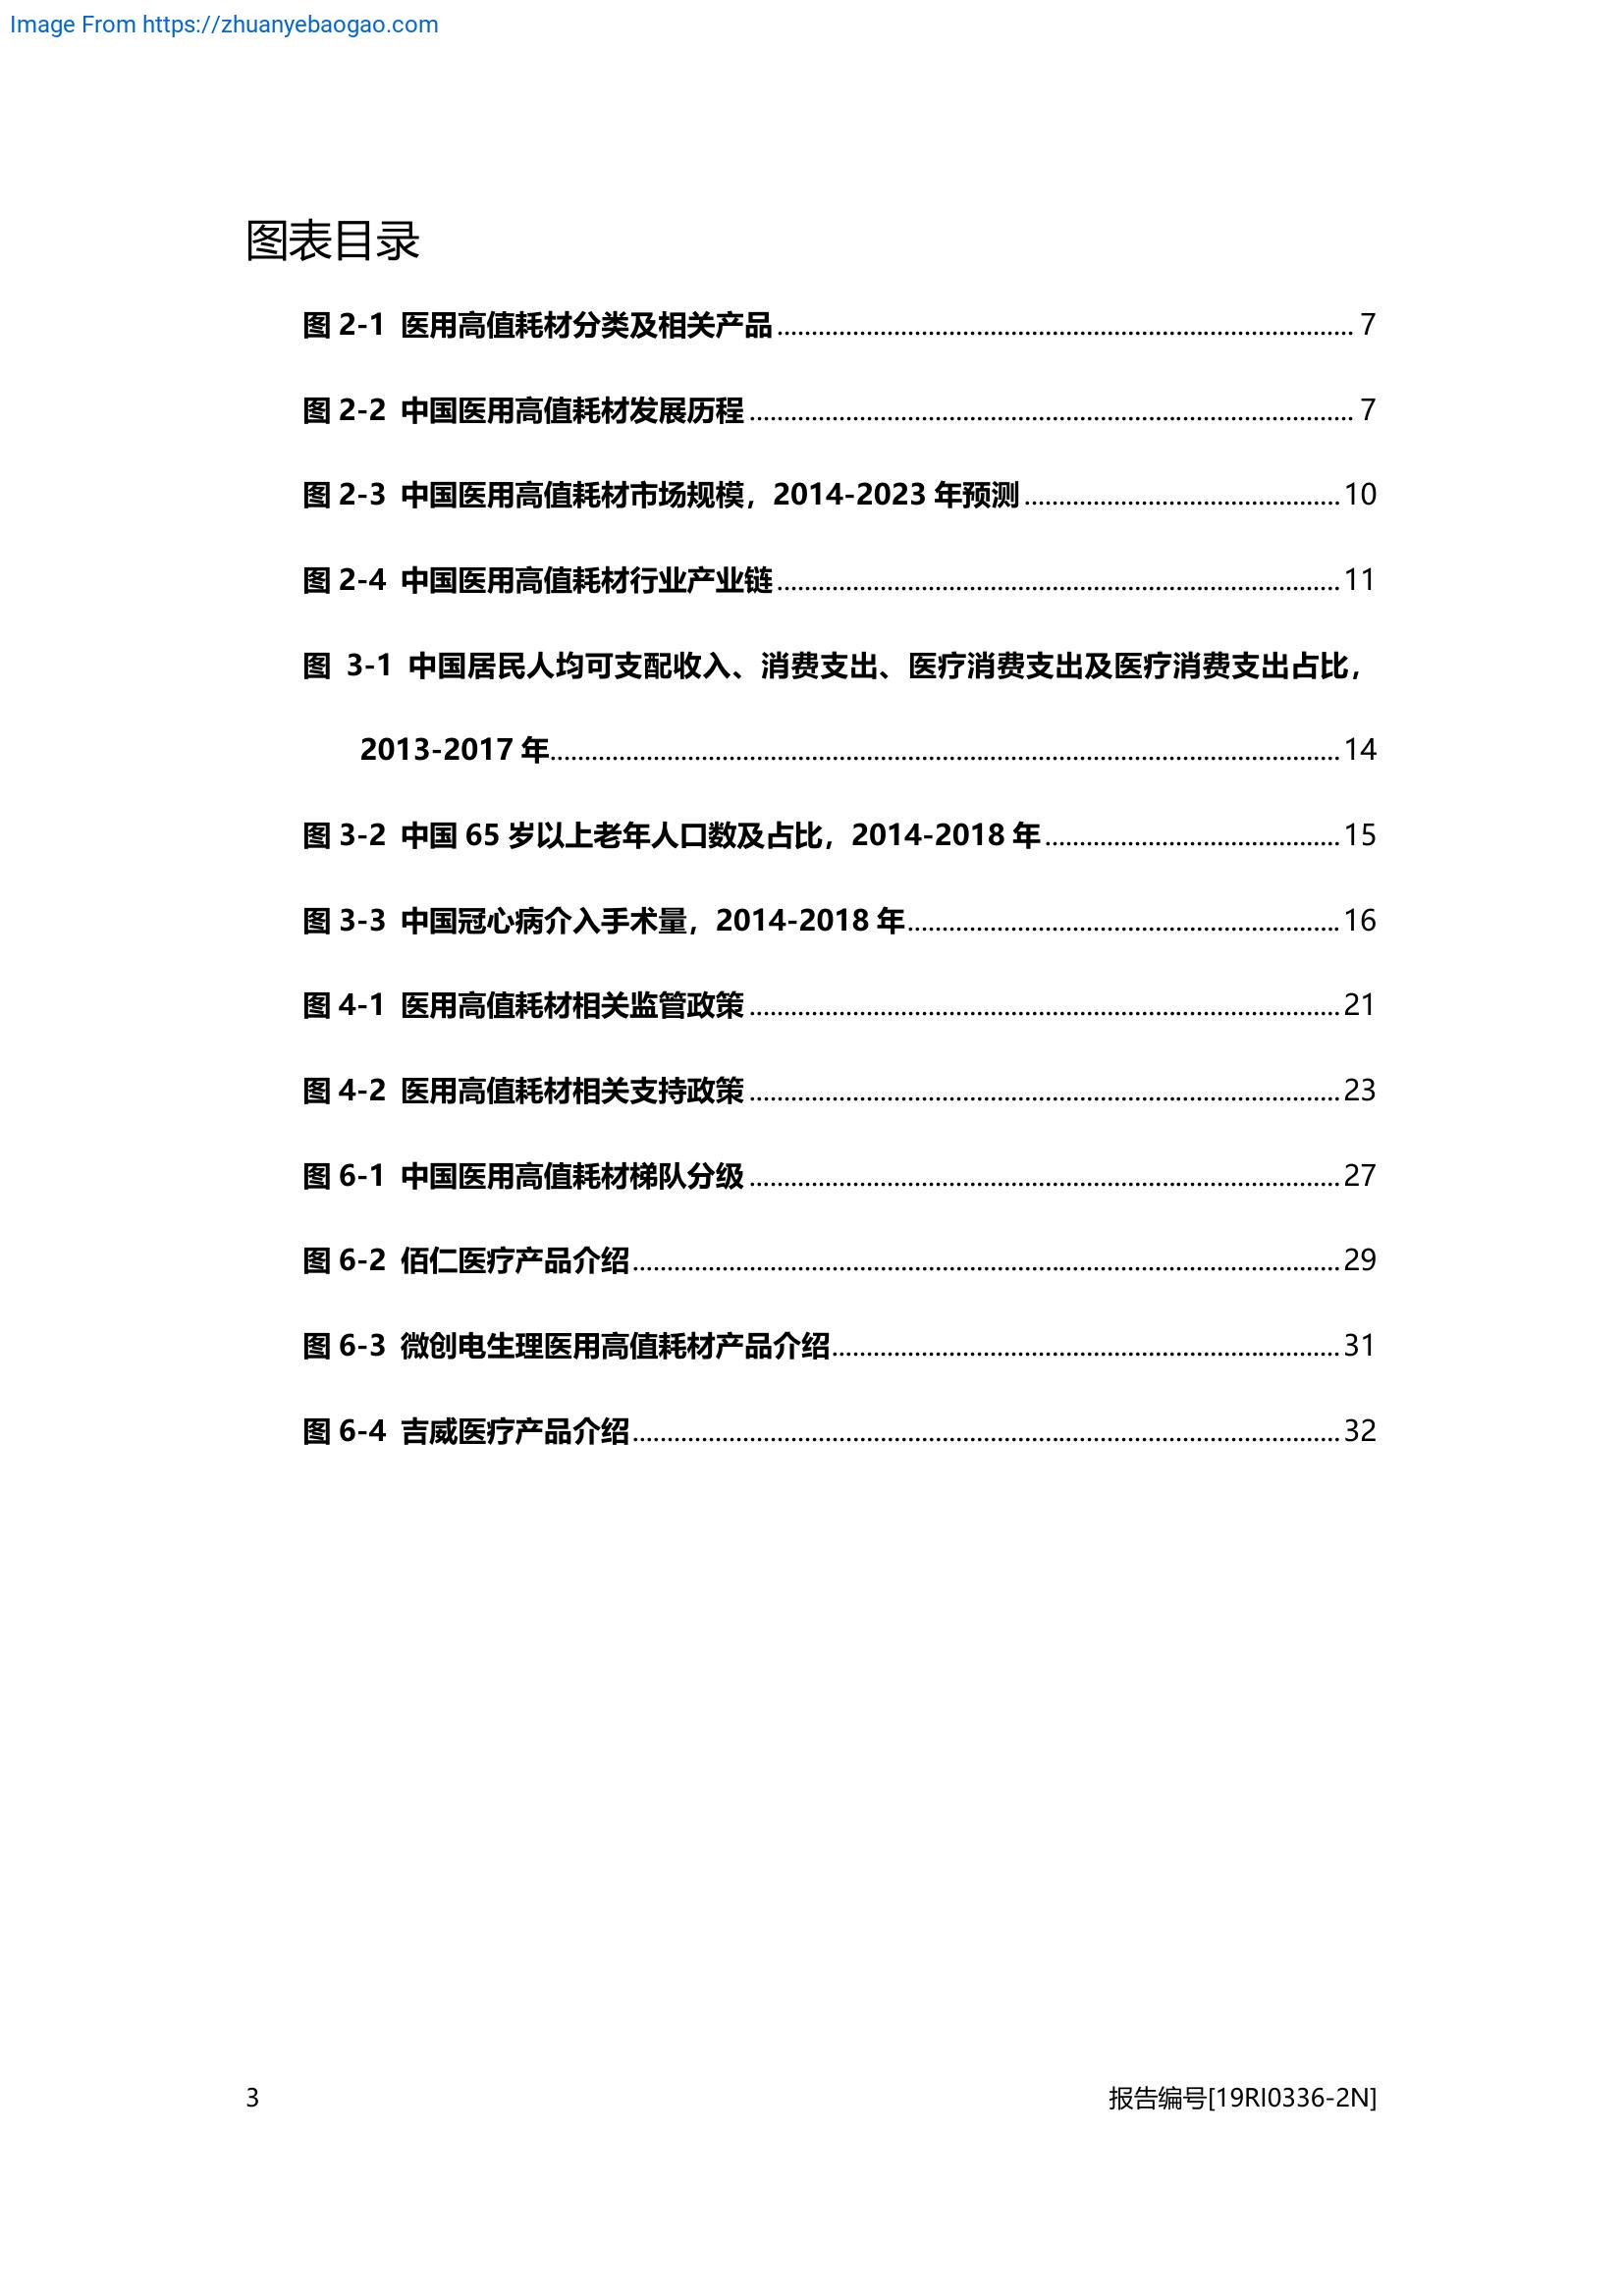 Image From https://zhuanyebaogao.com
图表目录
图 2-1 医用高值耗材分类及相关产品 7
图 2-2 中国医用高值耗材发展历程 7
图 2-3 中国医用高值耗材市场规模，2014-2023 年预测 10
图 2-4 中国医用高值耗材行业产业链 11
图 3-1 中国居民人均可支配收入、消费支出、医疗消费支出及医疗消费支出占比，
2013-2017 年 14
图 3-2 中国 65 岁以上老年人口数及占比，2014-2018 年 15
图 3-3 中国冠心病介入手术量，2014-2018 年 16
图 4-1 医用高值耗材相关监管政策 21
图 4-2 医用高值耗材相关支持政策 23
图 6-1 中国医用高值耗材梯队分级 27
图 6-2 佰仁医疗产品介绍 29
图 6-3 微创电生理医用高值耗材产品介绍 31
图 6-4 吉威医疗产品介绍 32
3 报告编号[19RI0336-2N]